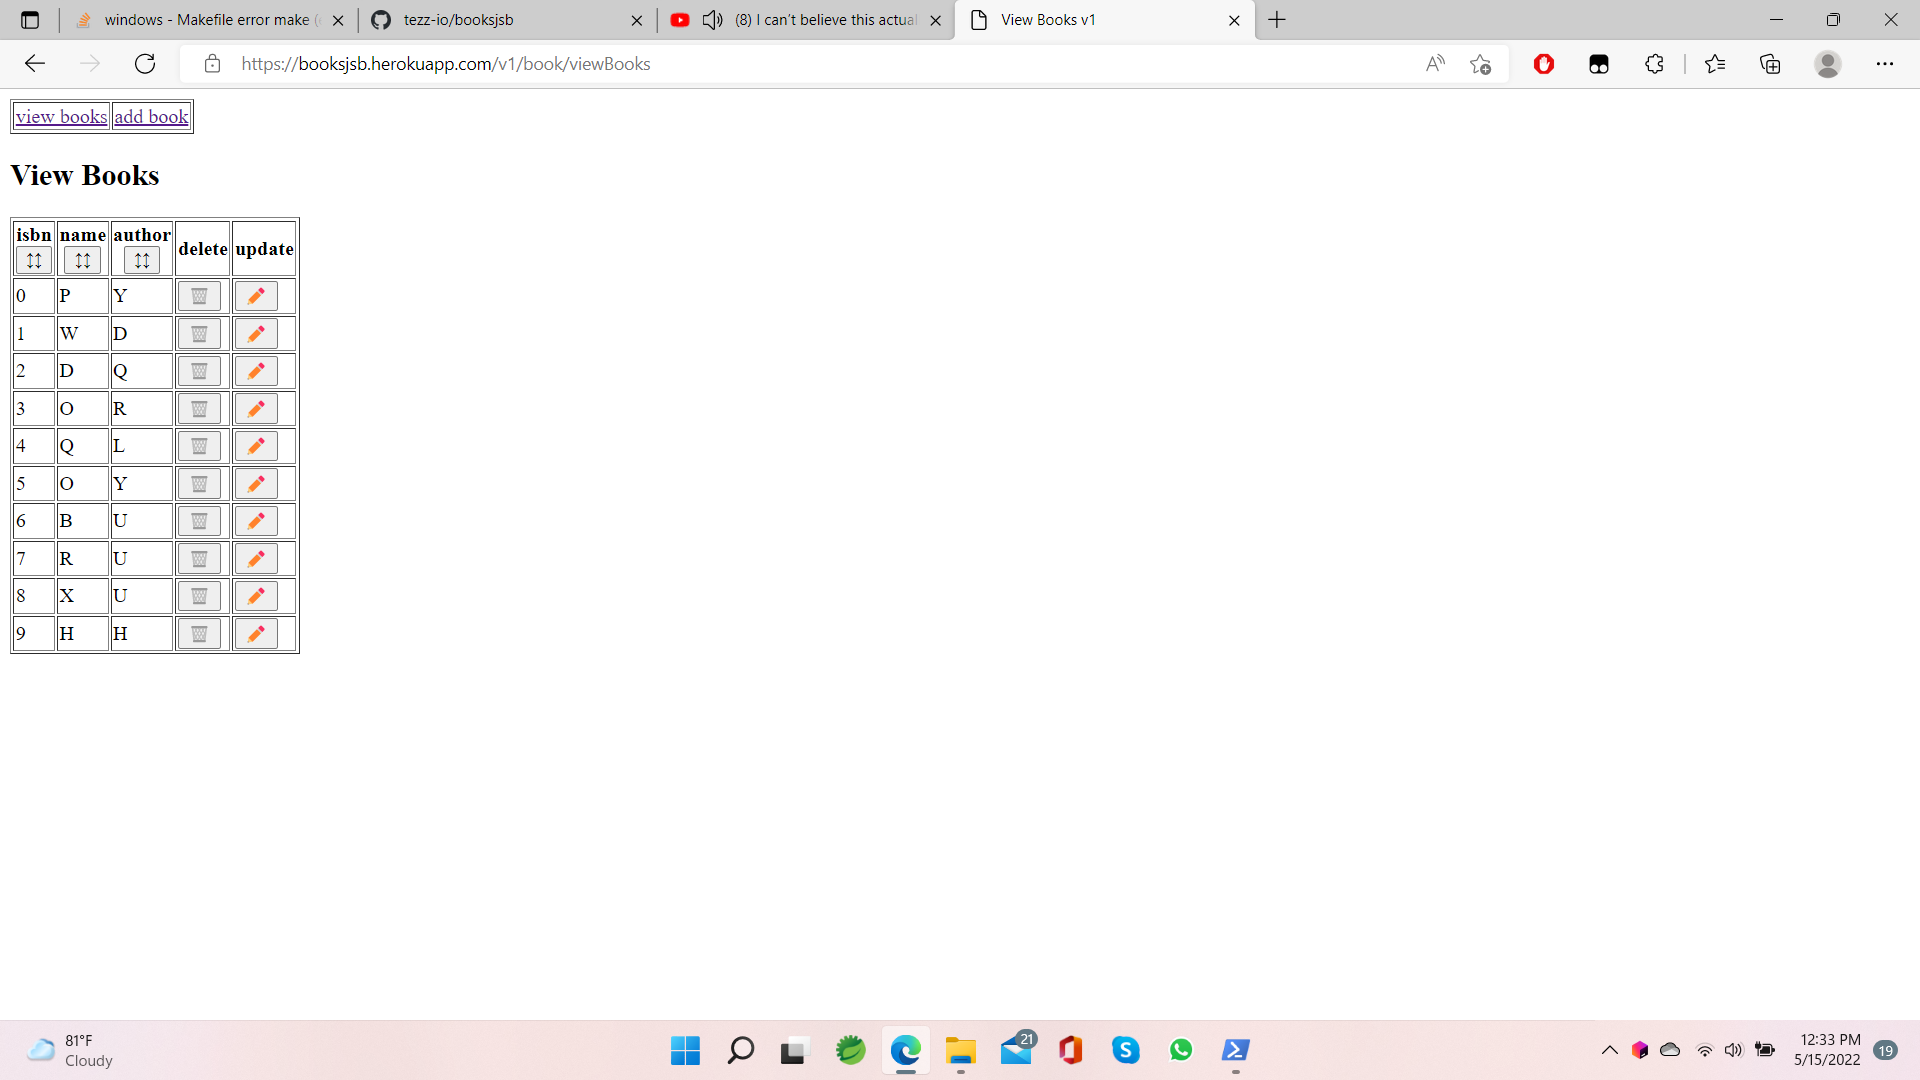 windows - Makefile error make (
tezz-io/booksjsb
(8) I can't believe this actual
View Books v1
https://booksjsb.herokuapp.com/v1/book/viewBooks
view books add book
View Books
isbn name author delete update
0 P Y
1 W D
2 D Q
3 O R
4 Q L
5 O Y
6 B U
7 R U
8 X U
9 H H
81°F
Cloudy
21
12:33 PM
5/15/2022
19